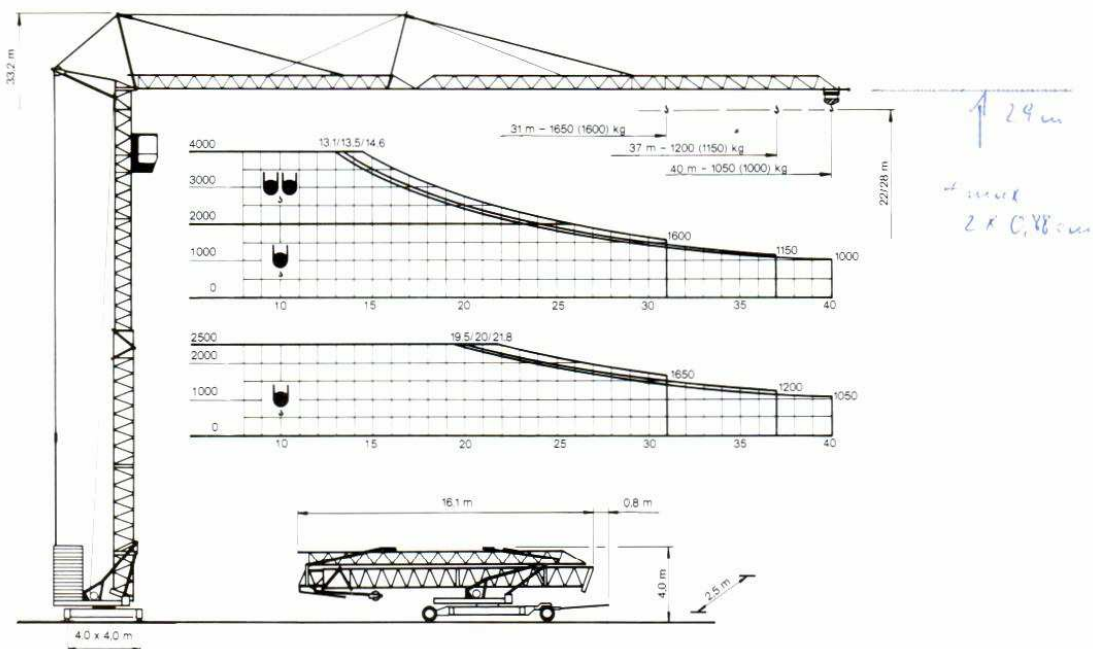 33,2 m
31 m – 1650 (1600) kg
37 m – 1200 (1150) kg
40 m – 1050 (1000) kg
22/28 m
29 m
2 x 0,88 cm
13.1/13.5/14.6
4000
3000
2000
1000
0
1600
1150
1000
10 15 20 25 30 35 40
19.5/20/21.8
2500
2000
1000
0
1650
1200
1050
10 15 20 25 30 35 40
16.1 m
0.8 m
4.0 m
2.5 m
4.0 x 4.0 m